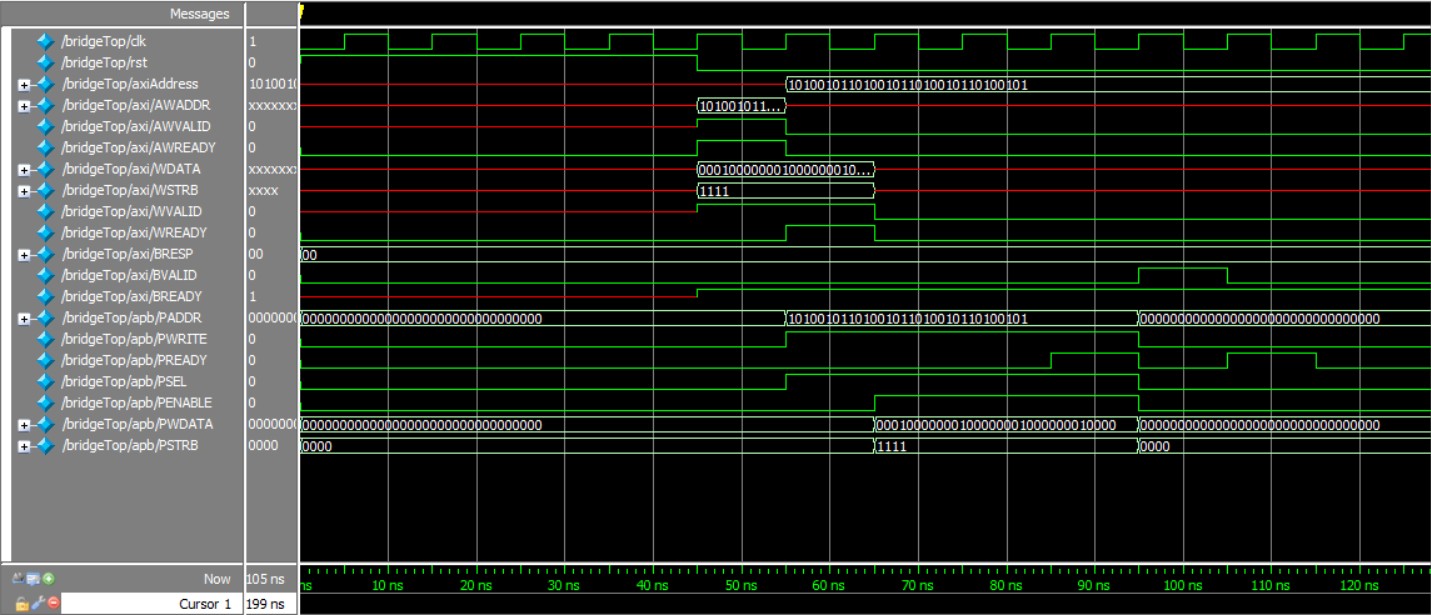 Messages
/bridgeTop/clk 1
/bridgeTop/rst 0
/bridgeTop/axiAddress 1010010 10100101101001011010010110100101
/bridgeTop/axi/AWADDR xxxxxxx 101001011...
/bridgeTop/axi/AWVALID 0
/bridgeTop/axi/AWREADY 0
/bridgeTop/axi/WDATA xxxxxxx 000100000001000000010...
/bridgeTop/axi/WSTRB xxxx 1111
/bridgeTop/axi/WVALID 0
/bridgeTop/axi/WREADY 0
/bridgeTop/axi/BRESP 00 00
/bridgeTop/axi/BVALID 0
/bridgeTop/axi/BREADY 1
/bridgeTop/apb/PADDR 0000000 00000000000000000000000000000000 10100101101001011010010110100101 00000000000000000000000000000000
/bridgeTop/apb/PWRITE 0
/bridgeTop/apb/PREADY 0
/bridgeTop/apb/PSEL 0
/bridgeTop/apb/PENABLE 0
/bridgeTop/apb/PWDATA 0000000 00000000000000000000000000000000 00010000000100000001000000010000 00000000000000000000000000000000
/bridgeTop/apb/PSTRB 0000 0000 1111 0000
Now 105 ns ns 10 ns 20 ns 30 ns 40 ns 50 ns 60 ns 70 ns 80 ns 90 ns 100 ns 110 ns 120 ns
Cursor 1 199 ns